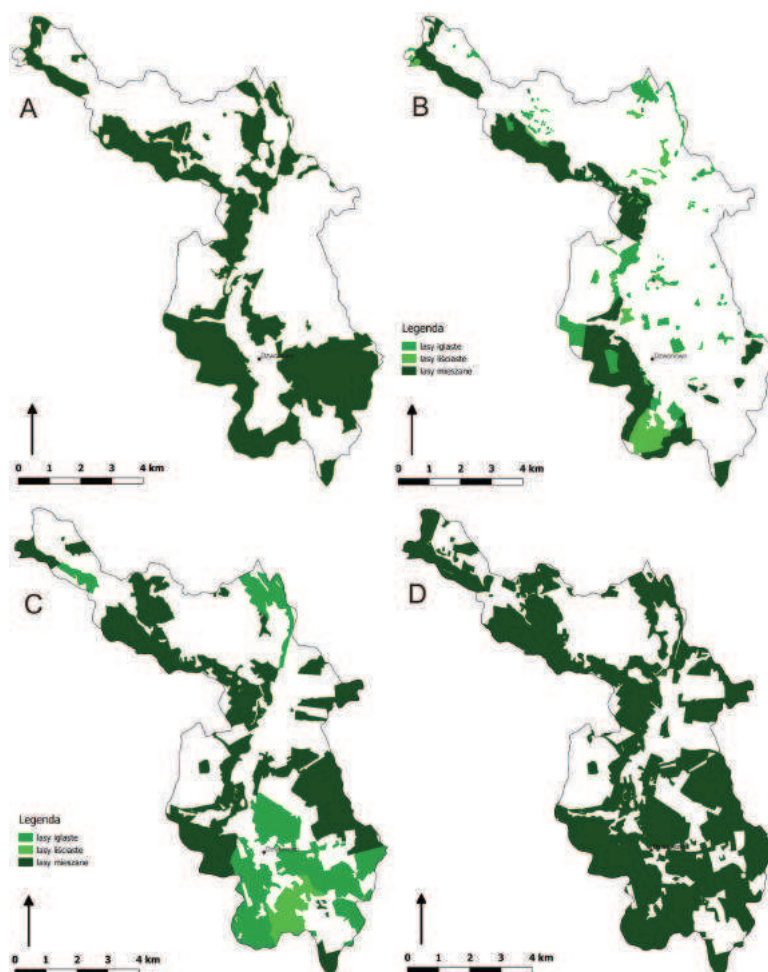 A
B
Dzwonowo
Legenda
lasy iglaste
lasy liściaste
lasy mieszane
Dzwonowo
0 1 2 3 4 km
0 1 2 3 4 km
C
D
Legenda
lasy iglaste
lasy liściaste
lasy mieszane
0 1 2 3 4 km
0 1 2 3 4 km